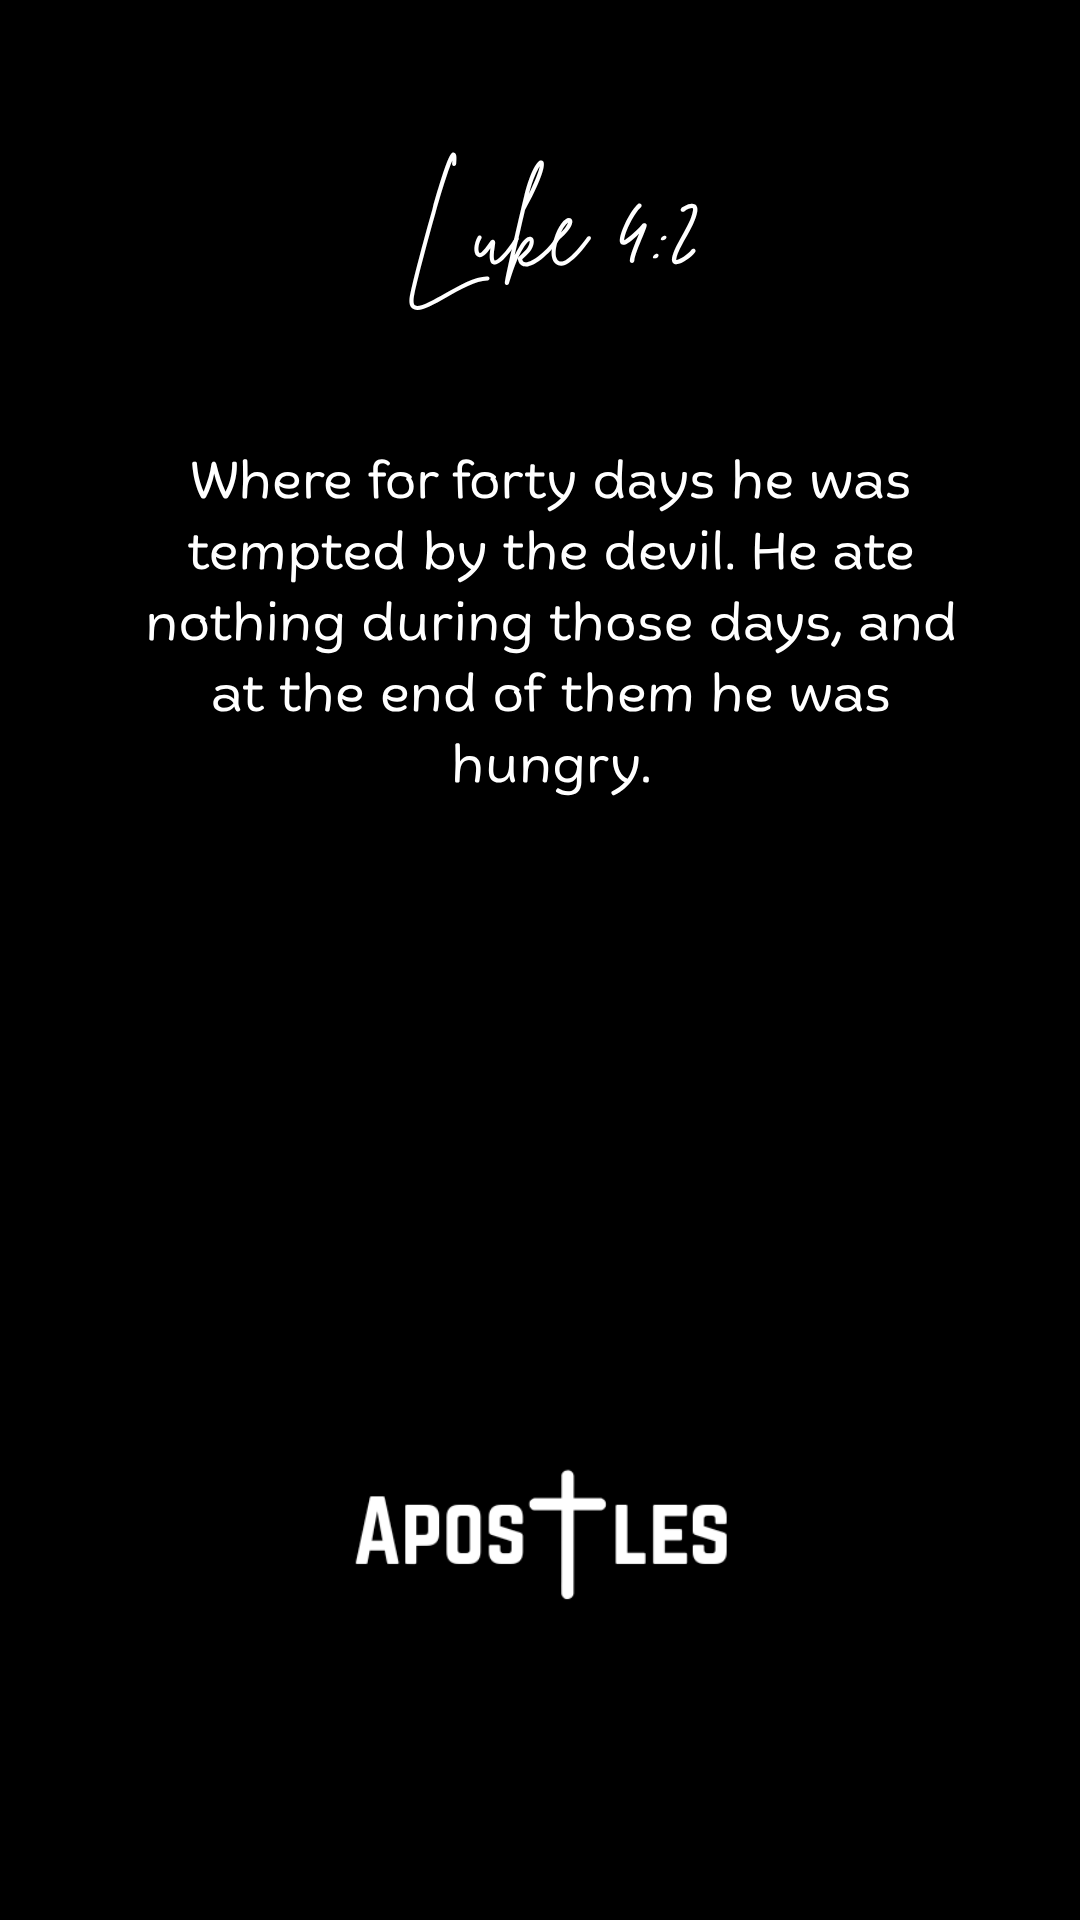 Luke 4:2
Where for forty days he was
tempted by the devil. He ate
nothing during those days, and
at the end of them he was
hungry.
APOSTLES